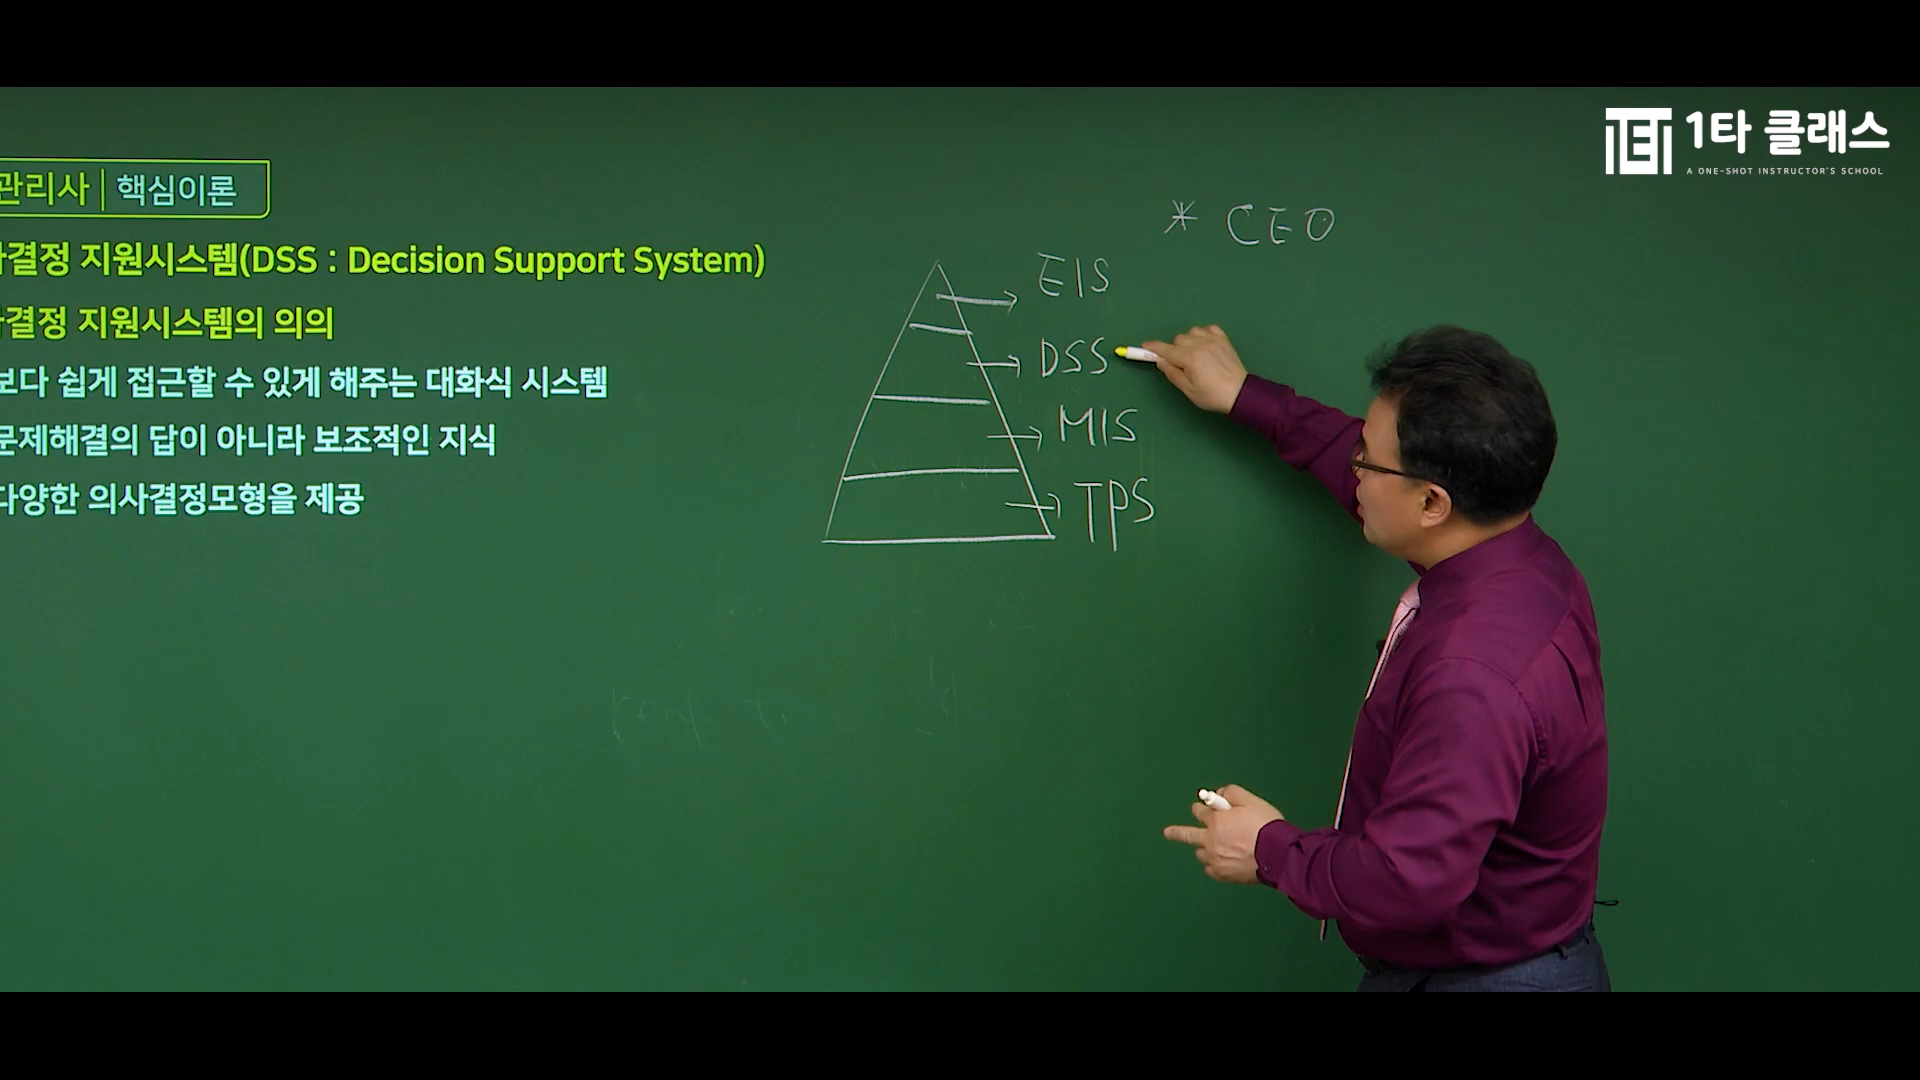 1타 클래스
A ONE-SHOT INSTRUCTOR'S SCHOOL
관리사 | 핵심이론
결정 지원시스템(DSS : Decision Support System)
결정 지원시스템의 의의
보다 쉽게 접근할 수 있게 해주는 대화식 시스템
문제해결의 답이 아니라 보조적인 지식
다양한 의사결정모형을 제공
* CEO
EIS
DSS
MIS
TPS